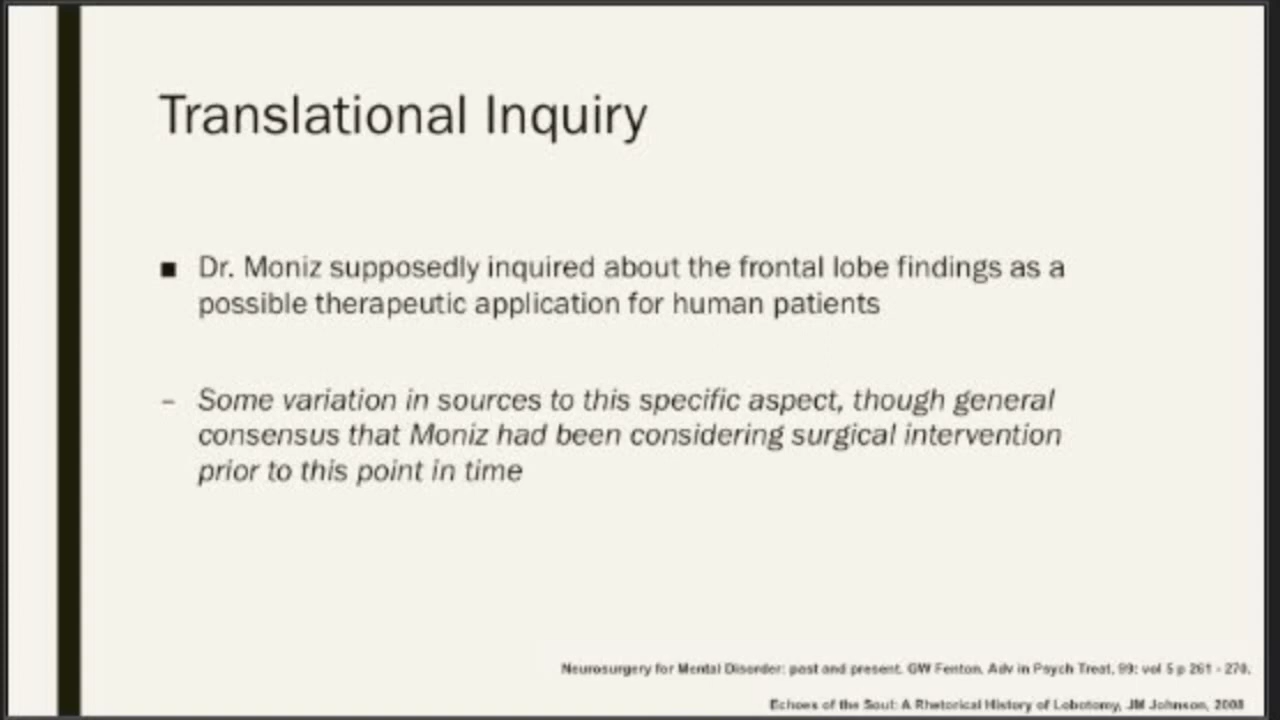 Translational Inquiry
■ Dr. Moniz supposedly inquired about the frontal lobe findings as a
possible therapeutic application for human patients
– Some variation in sources to this specific aspect, though general
consensus that Moniz had been considering surgical intervention
prior to this point in time
Neurosurgery for Mental Disorder: past and present. GW Fenton. Adv in Psych Treat, 99: vol 5 p 261 - 270.
Echoes of the Soul: A Rhetorical History of Lobotomy, JM Johnson, 2008